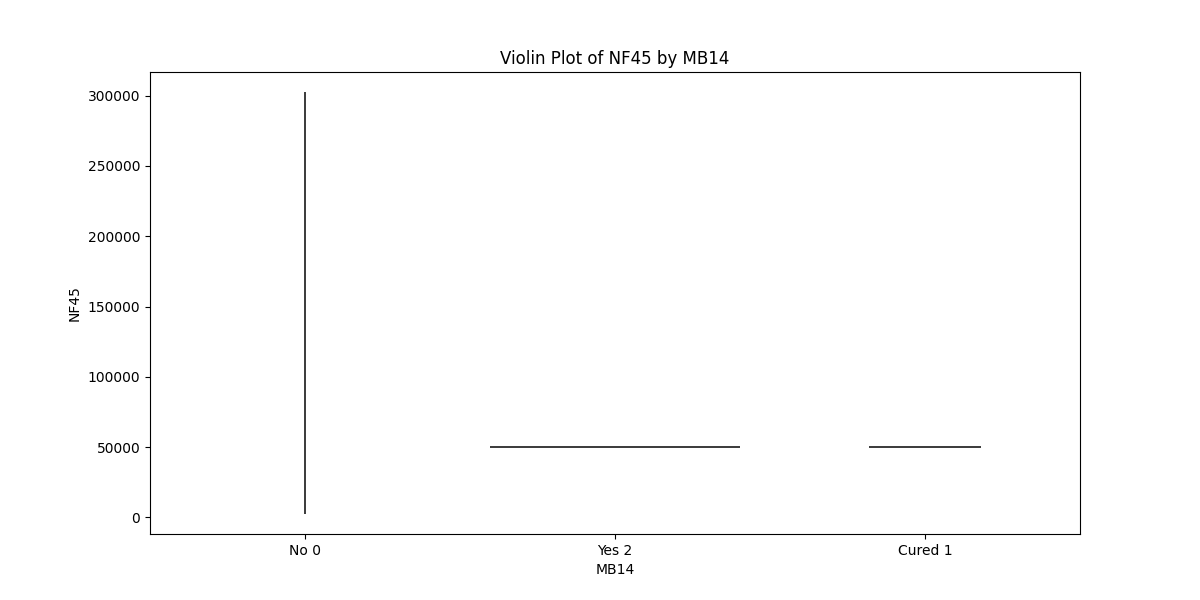 Violin Plot of NF45 by MB14
300000
250000
200000
150000
100000
50000
0
NF45
No 0
Yes 2
Cured 1
MB14